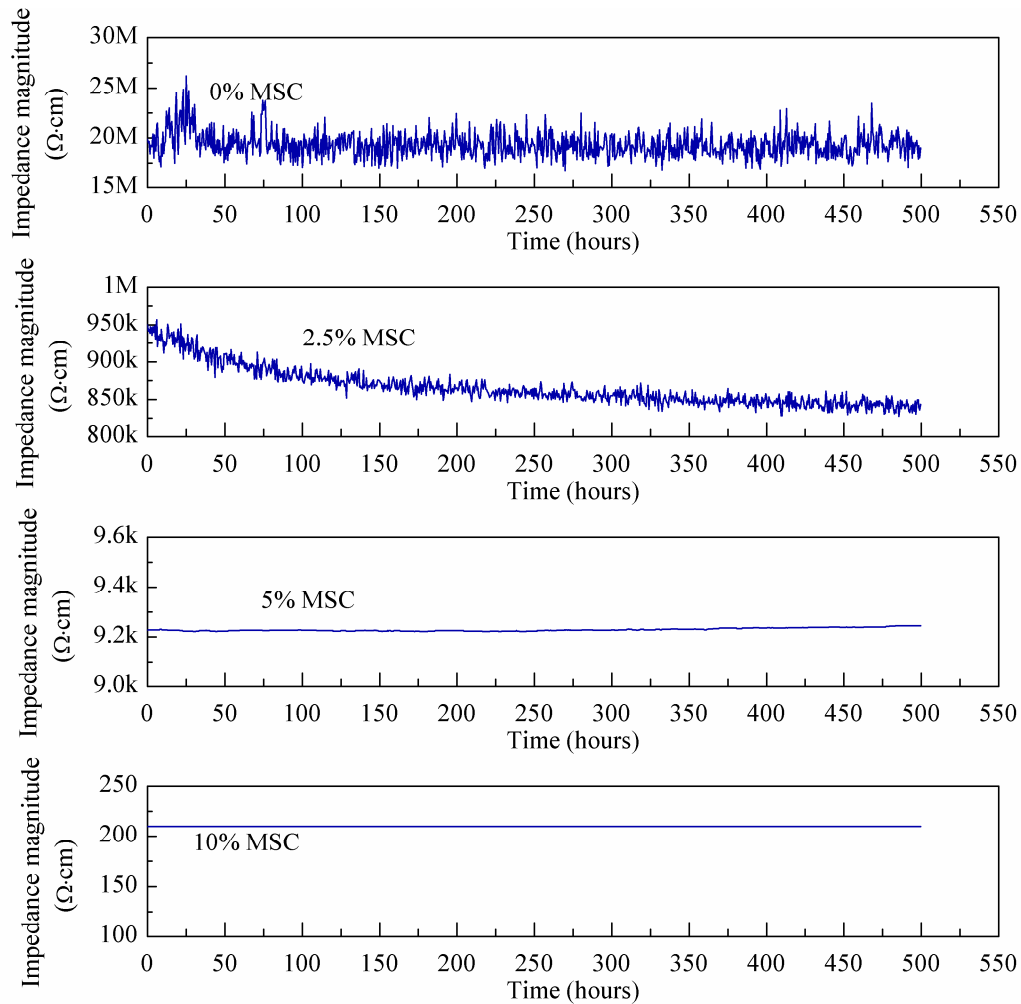 Impedance magnitude
(Ω·cm)
30M
25M
20M
15M
0% MSC
0 50 100 150 200 250 300 350 400 450 500 550
Time (hours)
Impedance magnitude
(Ω·cm)
1M
950k
900k
850k
800k
2.5% MSC
0 50 100 150 200 250 300 350 400 450 500 550
Time (hours)
Impedance magnitude
(Ω·cm)
9.6k
9.4k
9.2k
9.0k
5% MSC
0 50 100 150 200 250 300 350 400 450 500 550
Time (hours)
Impedance magnitude
(Ω·cm)
250
200
150
100
10% MSC
0 50 100 150 200 250 300 350 400 450 500 550
Time (hours)